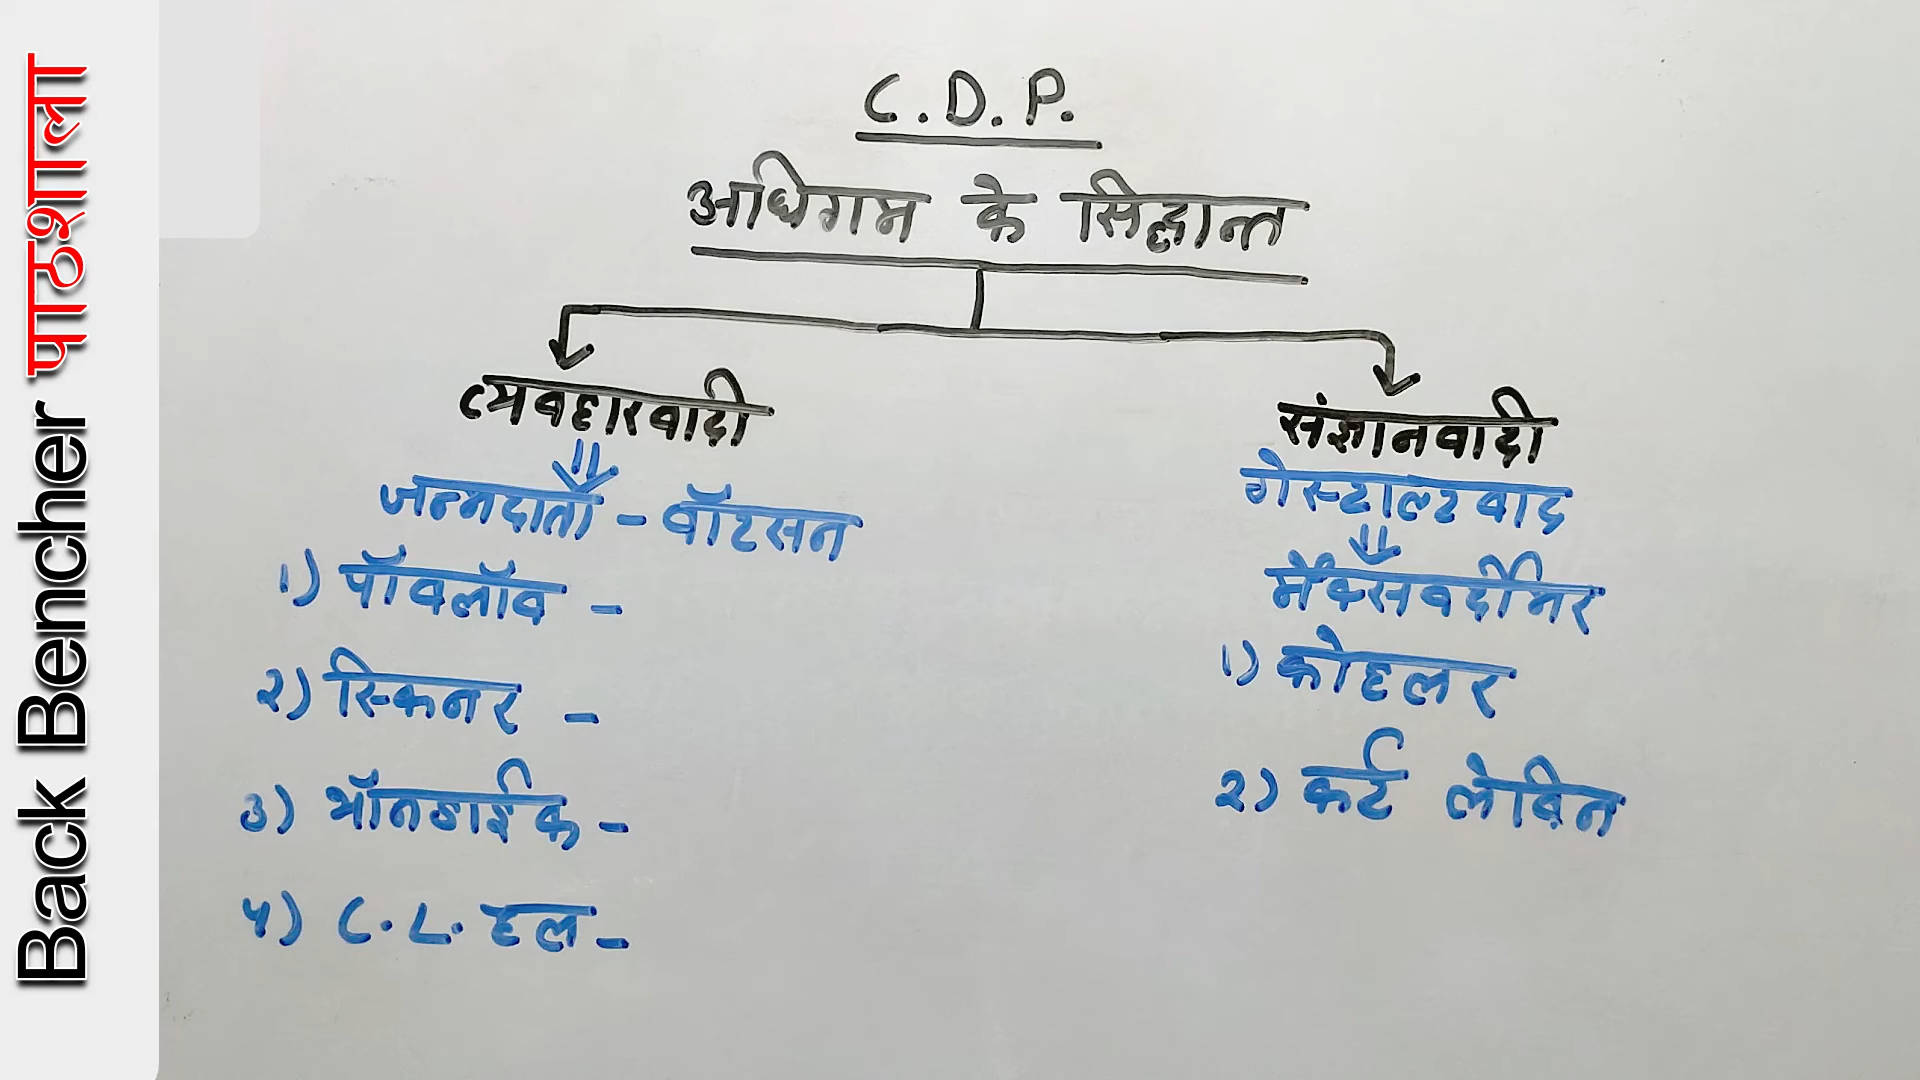 Back Bencher पाठशाला
C.D.P.
अधिगम के सिद्धान्त
व्यवहारवादी
जन्मदाता - वॉटसन
1) पॉवलॉव -
2) स्किनर -
3) थॉनडाईक -
4) C.L. हल -
संज्ञानवादी
गेस्टाल्टवाद
मैक्सवर्दीमर
1) कोहलर
2) कर्ट लेविन